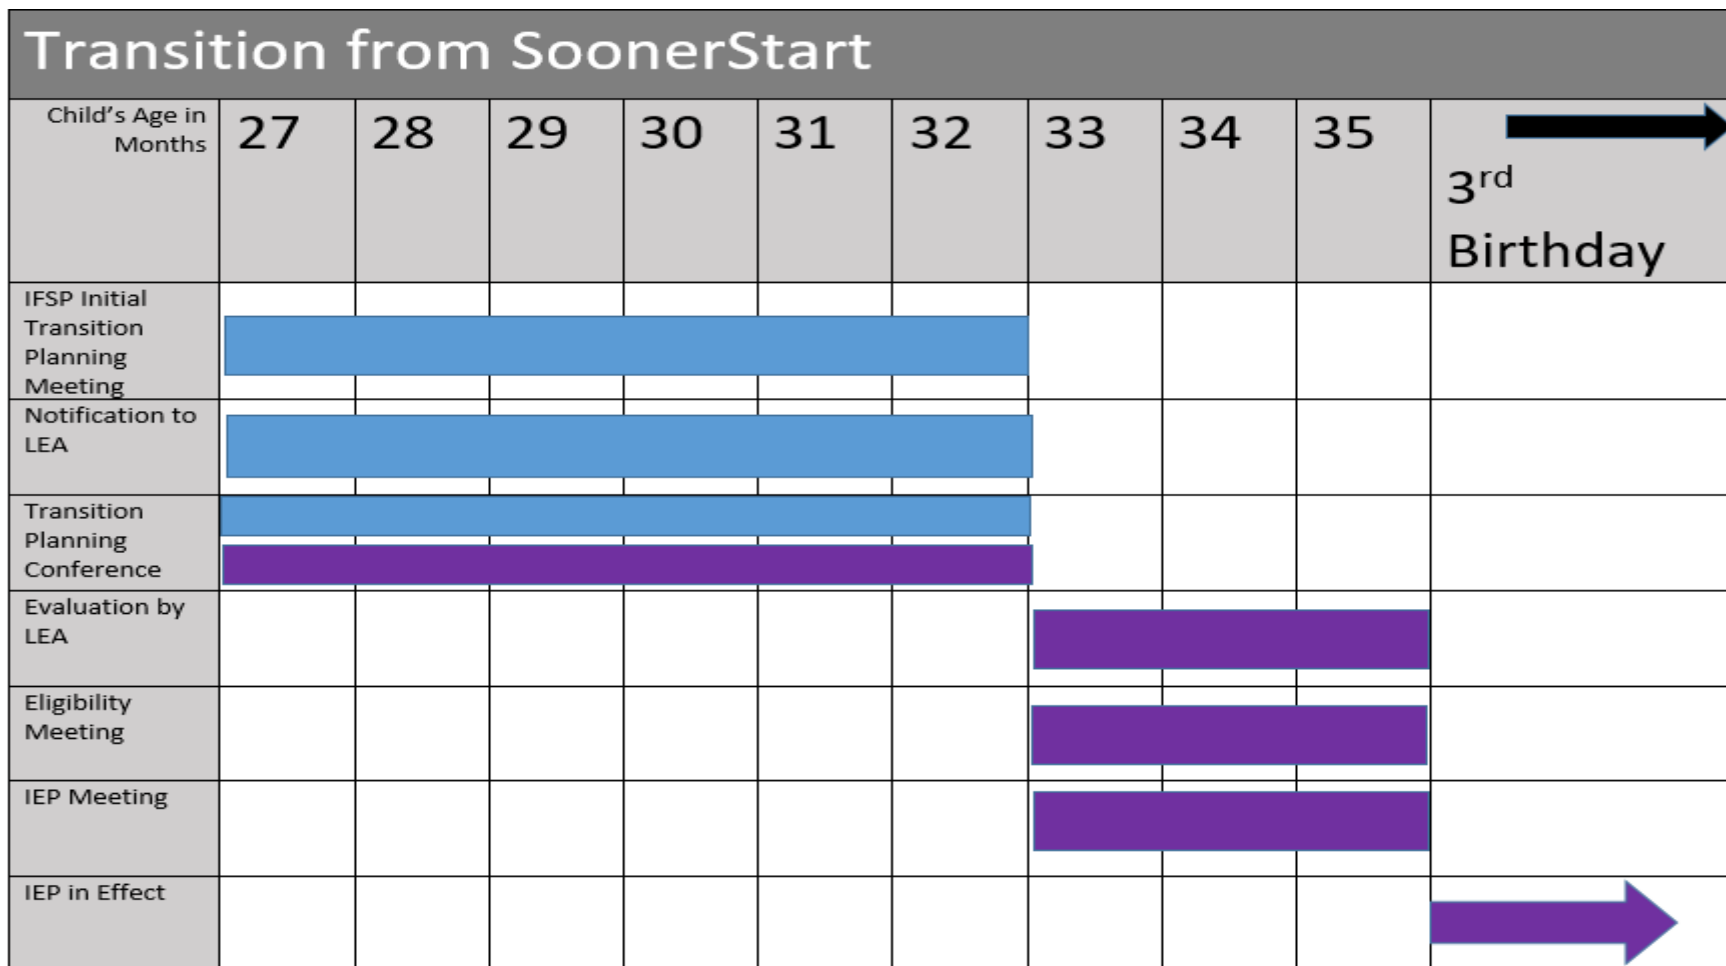 Transition from SoonerStart
Child’s Age in
Months
27
28
29
30
31
32
33
34
35
3rd
Birthday
IFSP Initial
Transition
Planning
Meeting
Notification to
LEA
Transition
Planning
Conference
Evaluation by
LEA
Eligibility
Meeting
IEP Meeting
IEP in Effect